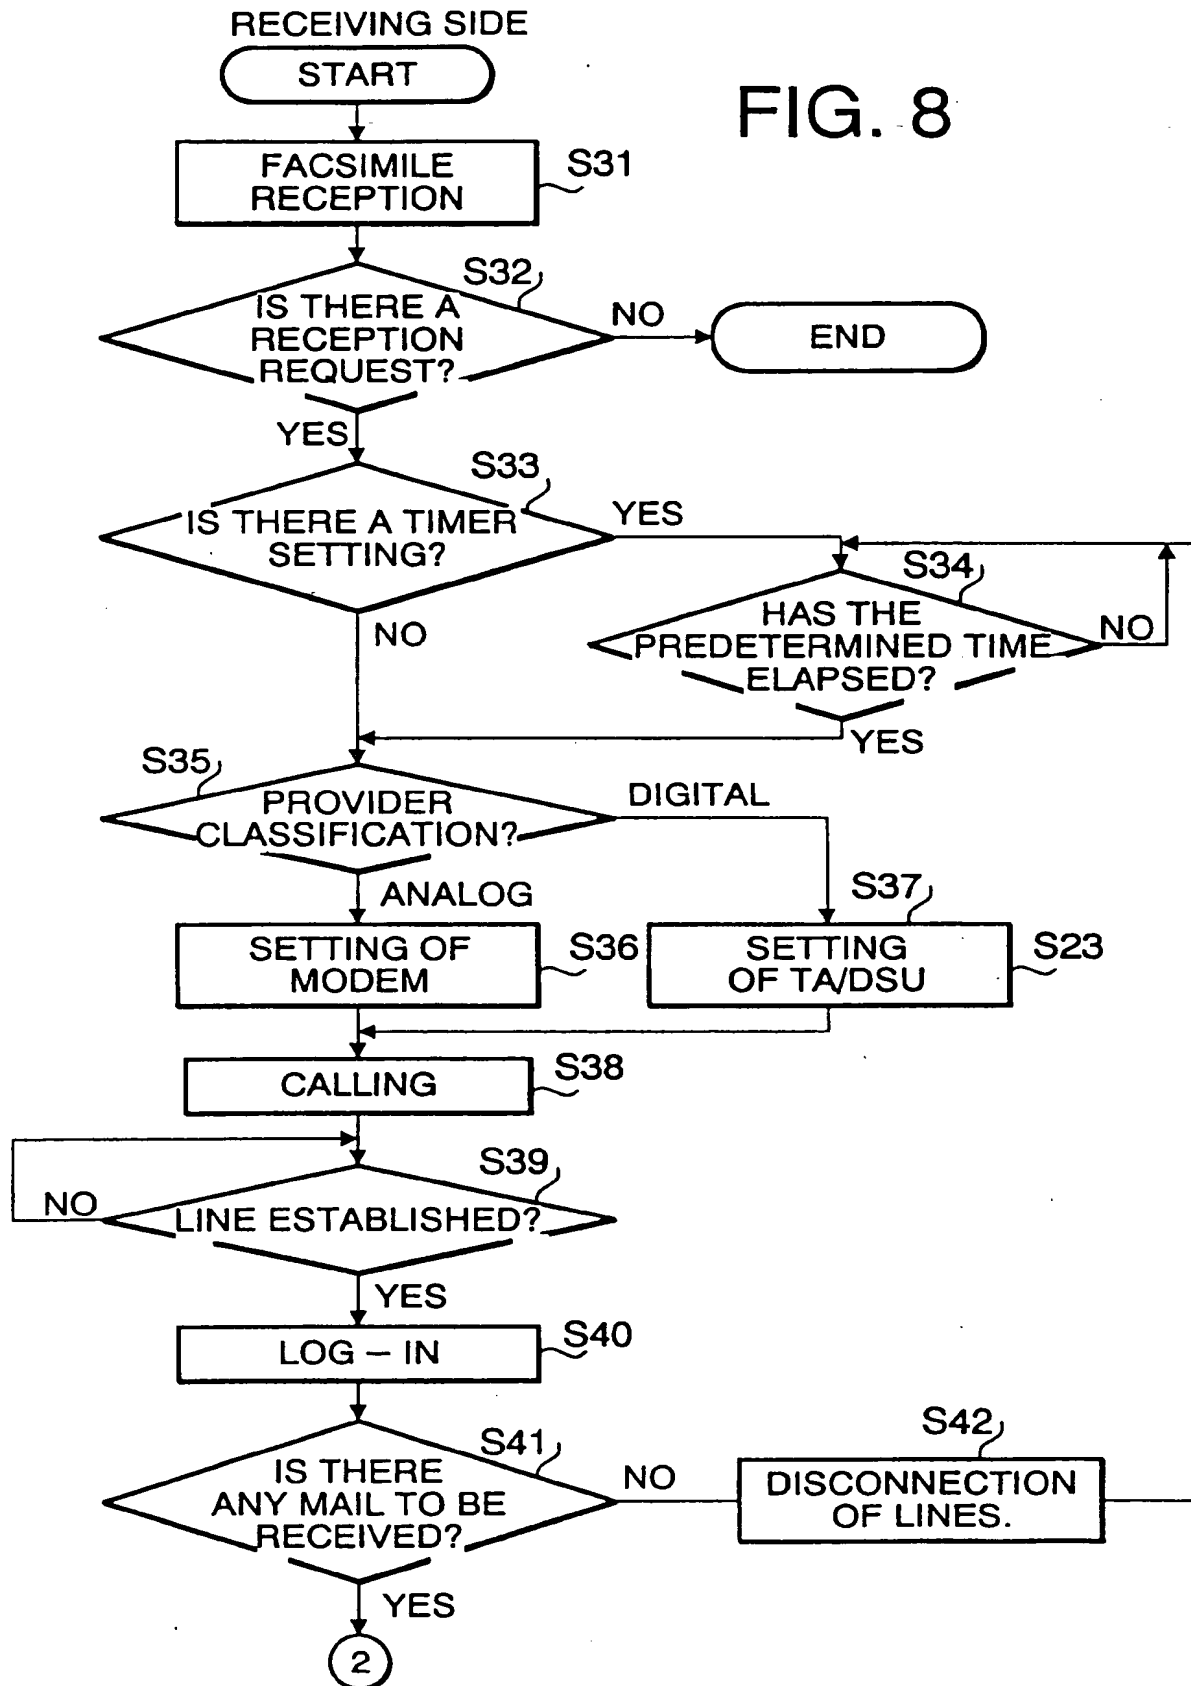 RECEIVING SIDE
START
FIG. 8
FACSIMILE
RECEPTION
S31
S32
IS THERE A
RECEPTION
REQUEST?
NO
END
YES
S33
IS THERE A TIMER
SETTING?
YES
S34
HAS THE
PREDETERMINED TIME
ELAPSED?
NO
NO
YES
S35
PROVIDER
CLASSIFICATION?
DIGITAL
ANALOG
S37
SETTING OF
MODEM
S36
SETTING
OF TA/DSU
S23
CALLING
S38
S39
LINE ESTABLISHED?
NO
YES
LOG – IN
S40
S41
IS THERE
ANY MAIL TO BE
RECEIVED?
NO
S42
DISCONNECTION
OF LINES.
YES
2